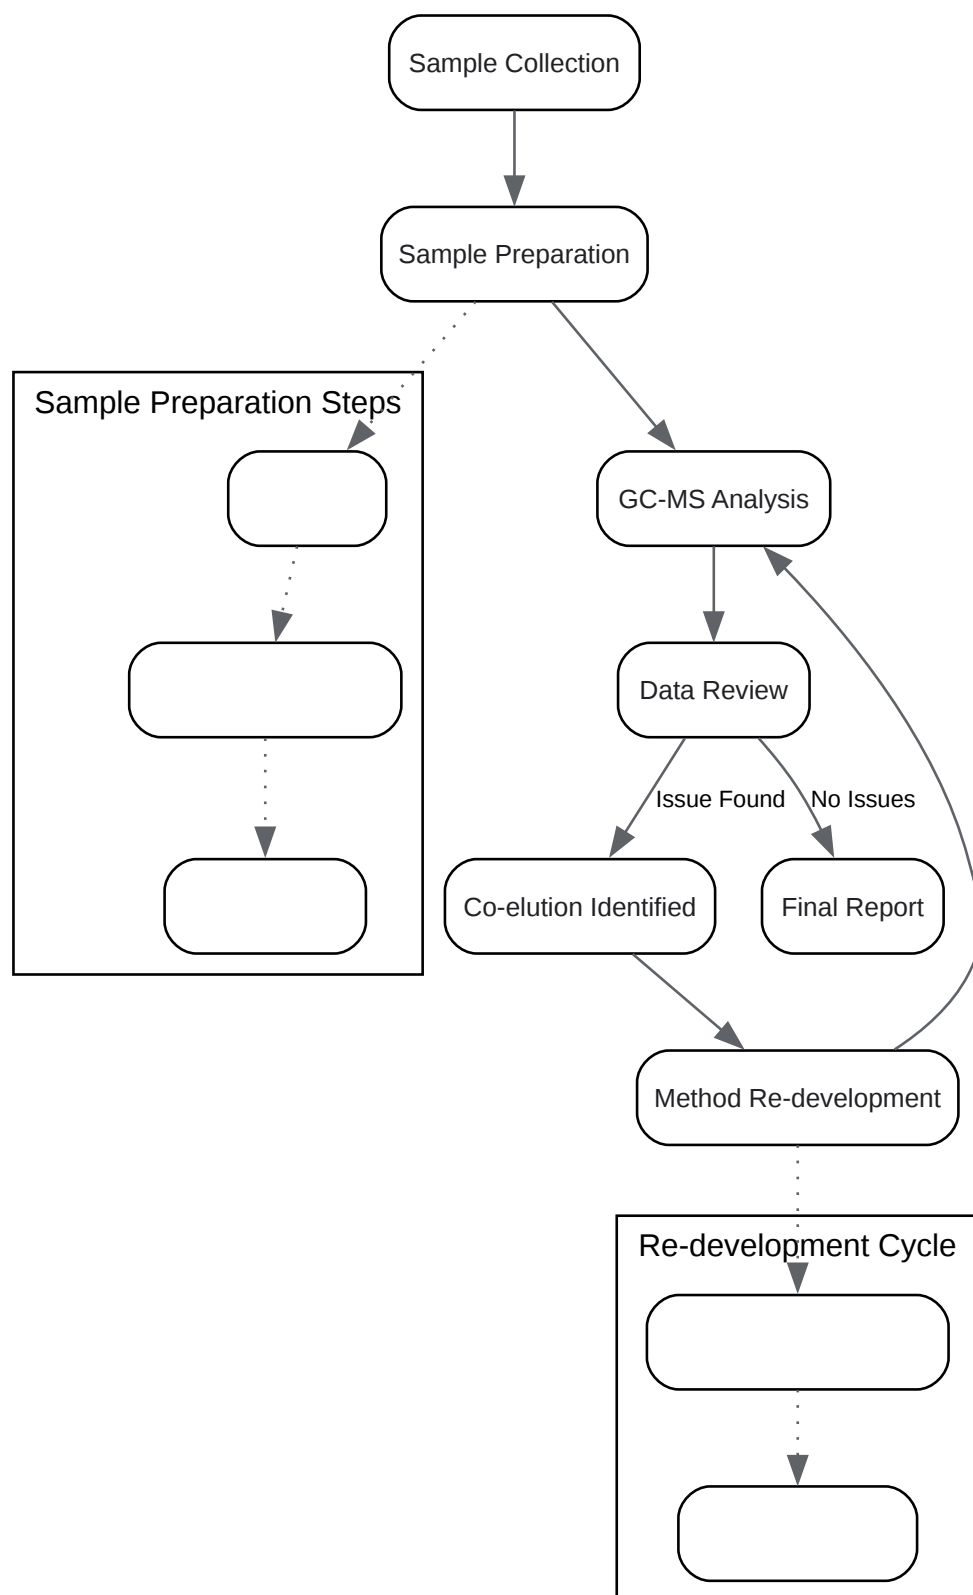 Sample Collection
Sample Preparation
Sample Preparation Steps
GC-MS Analysis
Data Review
Issue Found
No Issues
Co-elution Identified
Final Report
Method Re-development
Re-development Cycle